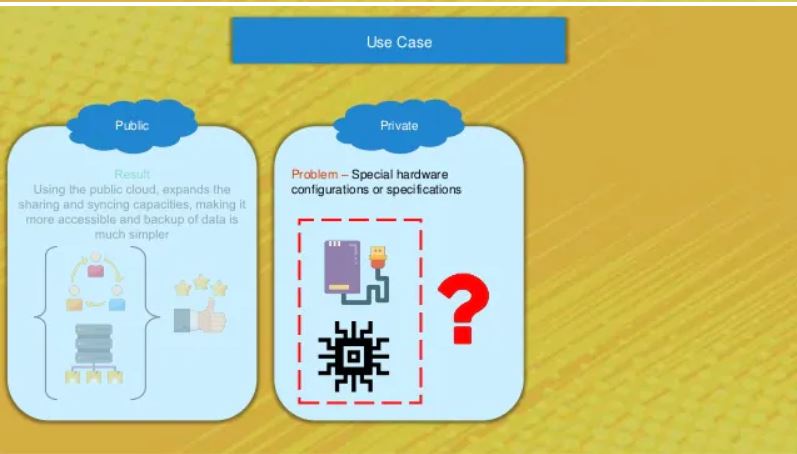 Use Case
Public
Result
Using the public cloud, expands the
sharing and syncing capacities, making it
more accessible and backup of data is
much simpler
Private
Problem – Special hardware
configurations or specifications
?